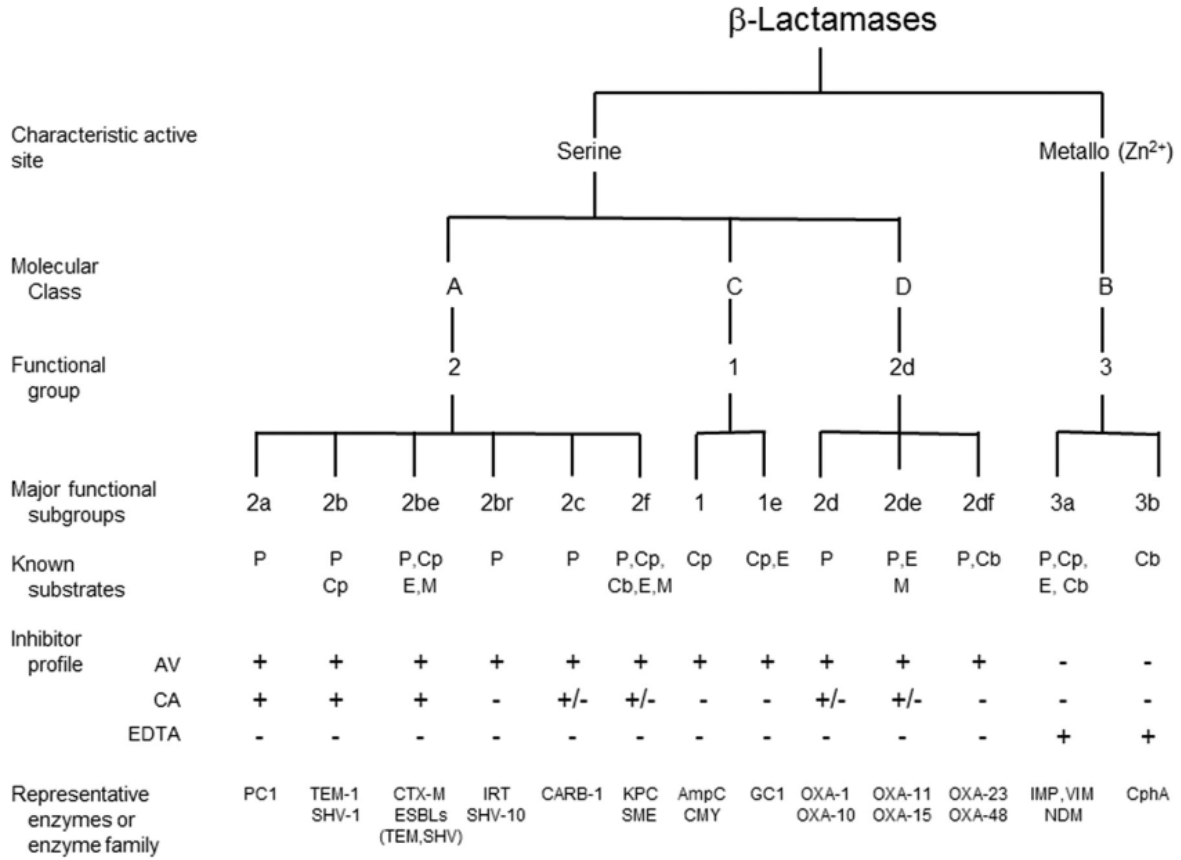 β-Lactamases
Characteristic active
site
Serine Metallo (Zn²⁺)
Molecular
Class
A C D B
Functional
group
2 1 2d 3
Major functional
subgroups
2a 2b 2be 2br 2c 2f 1 1e 2d 2de 2df 3a 3b
Known
substrates
P P P,Cp P P P,Cp, Cp Cp,E P P,E P,Cb P,Cp, Cb
Cp E,M Cb,E,M M E, Cb
Inhibitor
profile AV + + + + + + + + + + + - -
CA + + + - +/- +/- - - +/- +/- - - -
EDTA - - - - - - - - - - - + +
Representative PC1 TEM-1 CTX-M IRT CARB-1 KPC AmpC GC1 OXA-1 OXA-11 OXA-23 IMP,VIM CphA
enzymes or SHV-1 ESBLs SHV-10 SME CMY OXA-10 OXA-15 OXA-48 NDM
enzyme family (TEM,SHV)